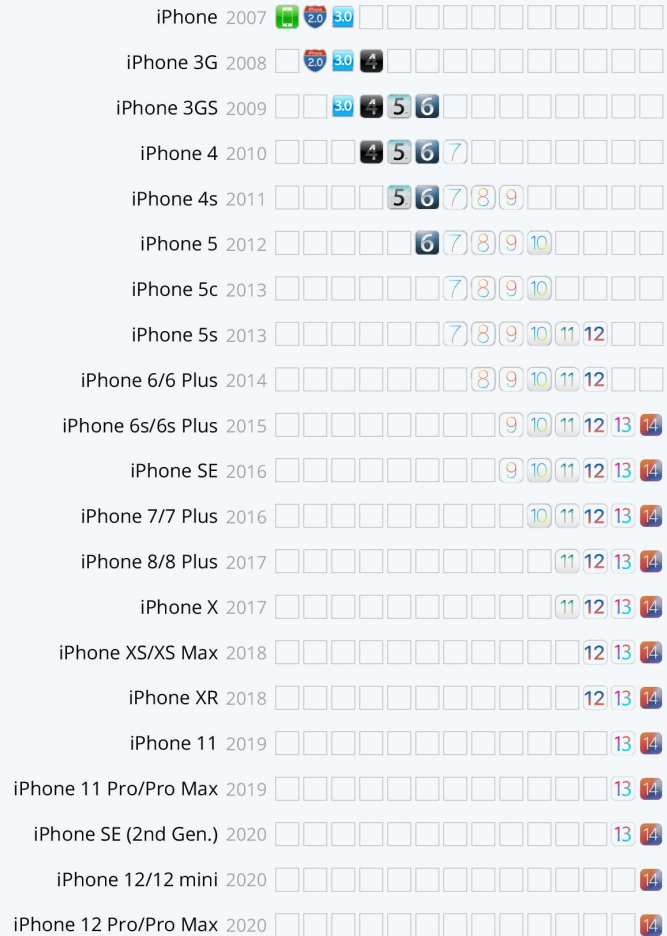 iPhone 2007 iPhone 2.0 3.0
iPhone 3G 2008 iPhone 2.0 3.0 4
iPhone 3GS 2009 3.0 4 5 6
iPhone 4 2010 4 5 6 7
iPhone 4s 2011 5 6 7 8 9
iPhone 5 2012 6 7 8 9 10
iPhone 5c 2013 7 8 9 10
iPhone 5s 2013 7 8 9 10 11 12
iPhone 6/6 Plus 2014 8 9 10 11 12
iPhone 6s/6s Plus 2015 9 10 11 12 13 14
iPhone SE 2016 9 10 11 12 13 14
iPhone 7/7 Plus 2016 10 11 12 13 14
iPhone 8/8 Plus 2017 11 12 13 14
iPhone X 2017 11 12 13 14
iPhone XS/XS Max 2018 12 13 14
iPhone XR 2018 12 13 14
iPhone 11 2019 13 14
iPhone 11 Pro/Pro Max 2019 13 14
iPhone SE (2nd Gen.) 2020 13 14
iPhone 12/12 mini 2020 14
iPhone 12 Pro/Pro Max 2020 14